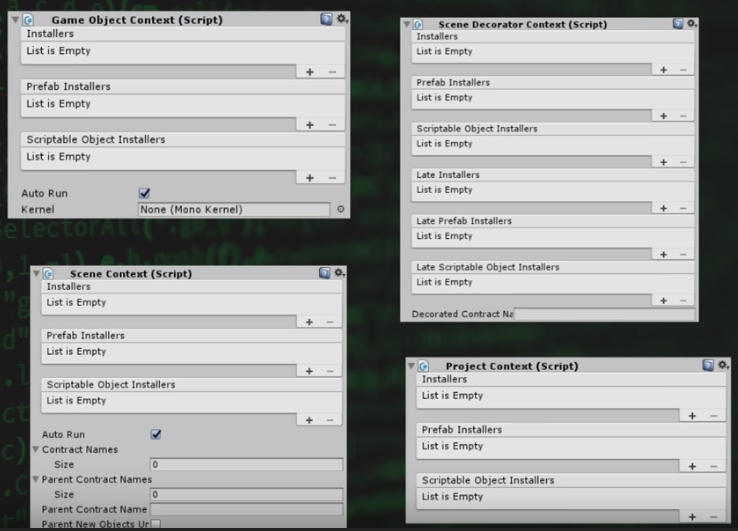 Game Object Context (Script)
Installers
List is Empty
+ −
Prefab Installers
List is Empty
+ −
Scriptable Object Installers
List is Empty
+ −
Auto Run
Kernel None (Mono Kernel)
Scene Decorator Context (Script)
Installers
List is Empty
+ −
Prefab Installers
List is Empty
+ −
Scriptable Object Installers
List is Empty
+ −
Late Installers
List is Empty
+ −
Late Prefab Installers
List is Empty
+ −
Late Scriptable Object Installers
List is Empty
+ −
Decorated Contract Na
Scene Context (Script)
Installers
List is Empty
+ −
Prefab Installers
List is Empty
+ −
Scriptable Object Installers
List is Empty
+ −
Auto Run
Contract Names
Size 0
Parent Contract Names
Size 0
Parent Contract Name
Parent New Objects Ur
Project Context (Script)
Installers
List is Empty
+ −
Prefab Installers
List is Empty
+ −
Scriptable Object Installers
List is Empty
+ −